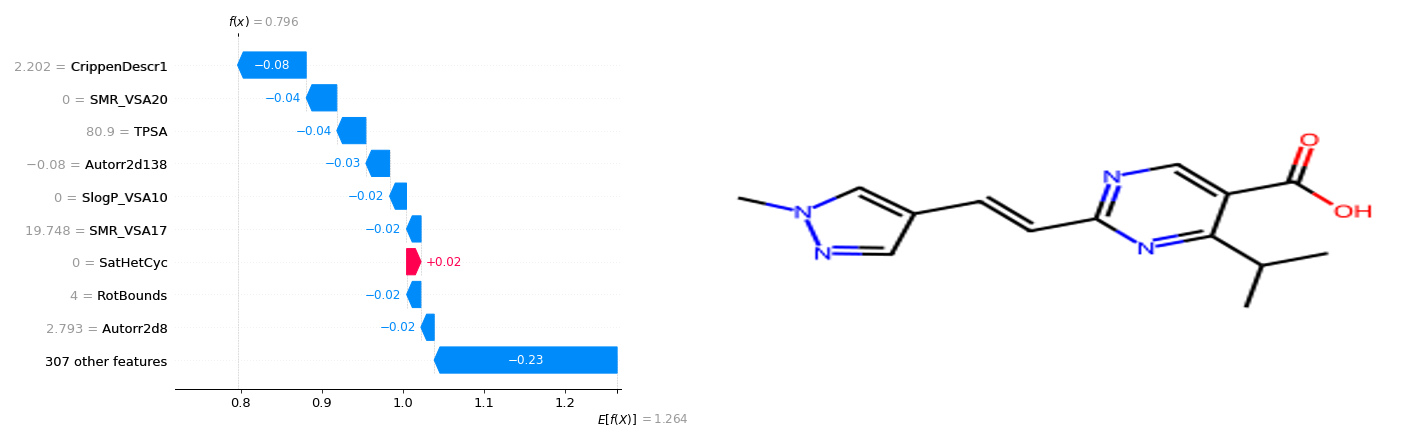 f(x) = 0.796
2.202 = CrippenDescr1
−0.08
0 = SMR_VSA20
−0.04
80.9 = TPSA
−0.04
−0.08 = Autorr2d138
−0.03
0 = SlogP_VSA10
−0.02
19.748 = SMR_VSA17
−0.02
0 = SatHetCyc
+0.02
4 = RotBounds
−0.02
2.793 = Autorr2d8
−0.02
307 other features
−0.23
0.8 0.9 1.0 1.1 1.2
E[f(X)] = 1.264
O
OH
N
N
N
N